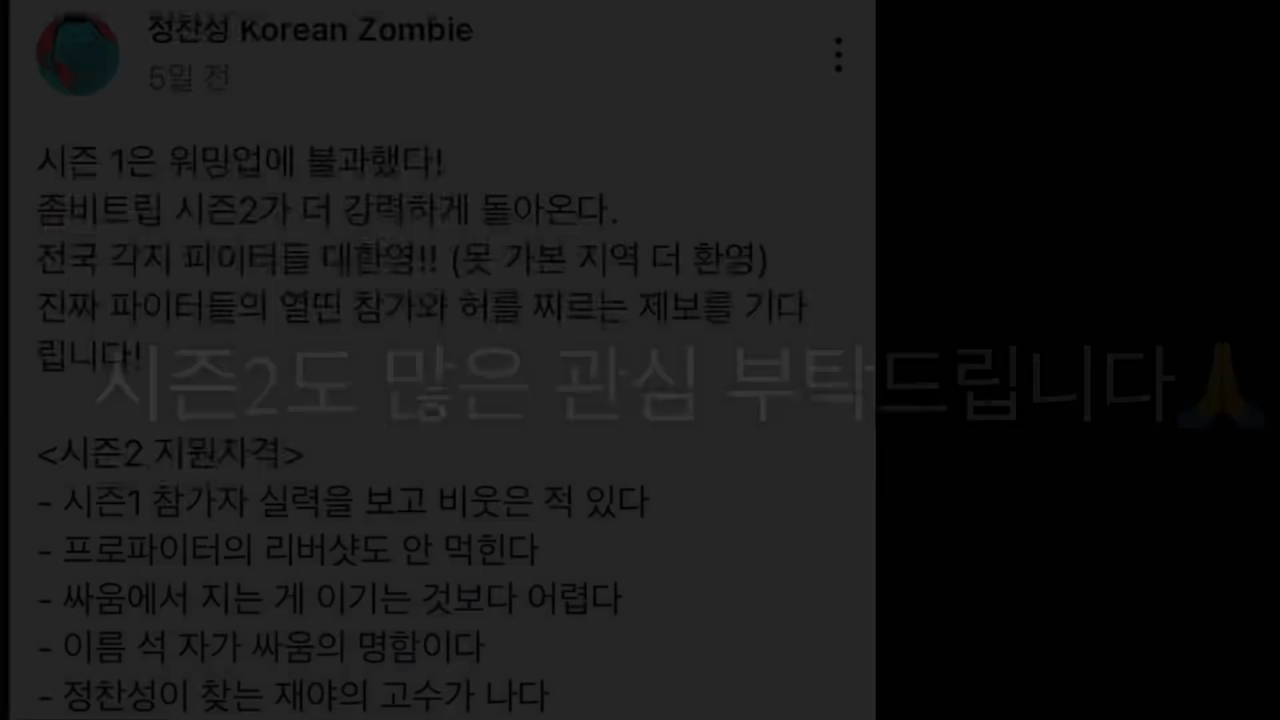 정찬성 Korean Zombie
5일 전
시즌 1은 워밍업에 불과했다!
좀비트립 시즌2가 더 강력하게 돌아온다.
전국 각지 파이터들 대환영!! (못 가본 지역 더 환영)
진짜 파이터들의 열띤 참가와 허를 찌르는 제보를 기다
립니다!
시즌2도 많은 관심 부탁드립니다🙏
<시즌2 지원자격>
- 시즌1 참가자 실력을 보고 비웃은 적 있다
- 프로파이터의 리버샷도 안 먹힌다
- 싸움에서 지는 게 이기는 것보다 어렵다
- 이름 석 자가 싸움의 명함이다
- 정찬성이 찾는 재야의 고수가 나다